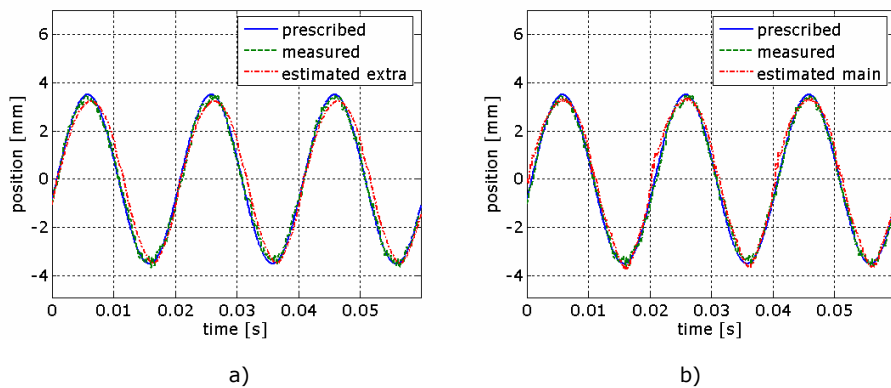 6
4
2
0
-2
-4
position [mm]
prescribed
measured
estimated extra
0
0.01
0.02
0.03
0.04
0.05
time [s]
a)
6
4
2
0
-2
-4
position [mm]
prescribed
measured
estimated main
0
0.01
0.02
0.03
0.04
0.05
time [s]
b)